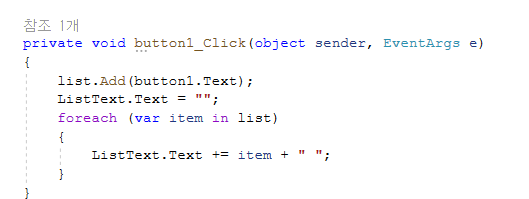 참조 1개
private void button1_Click(object sender, EventArgs e)
{
list.Add(button1.Text);
ListText.Text = "";
foreach (var item in list)
{
ListText.Text += item + " ";
}
}